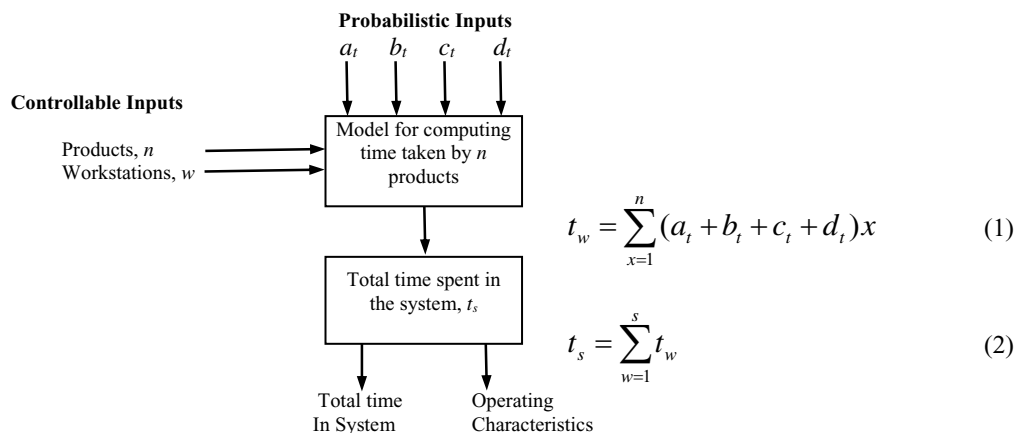 Probabilistic Inputs
a_t b_t c_t d_t
Controllable Inputs
Products, n
Workstations, w
Model for computing
time taken by n
products
t_w = \sum_{x=1}^{n} (a_t + b_t + c_t + d_t)x (1)
Total time spent in
the system, t_s
t_s = \sum_{w=1}^{s} t_w (2)
Total time
In System
Operating
Characteristics